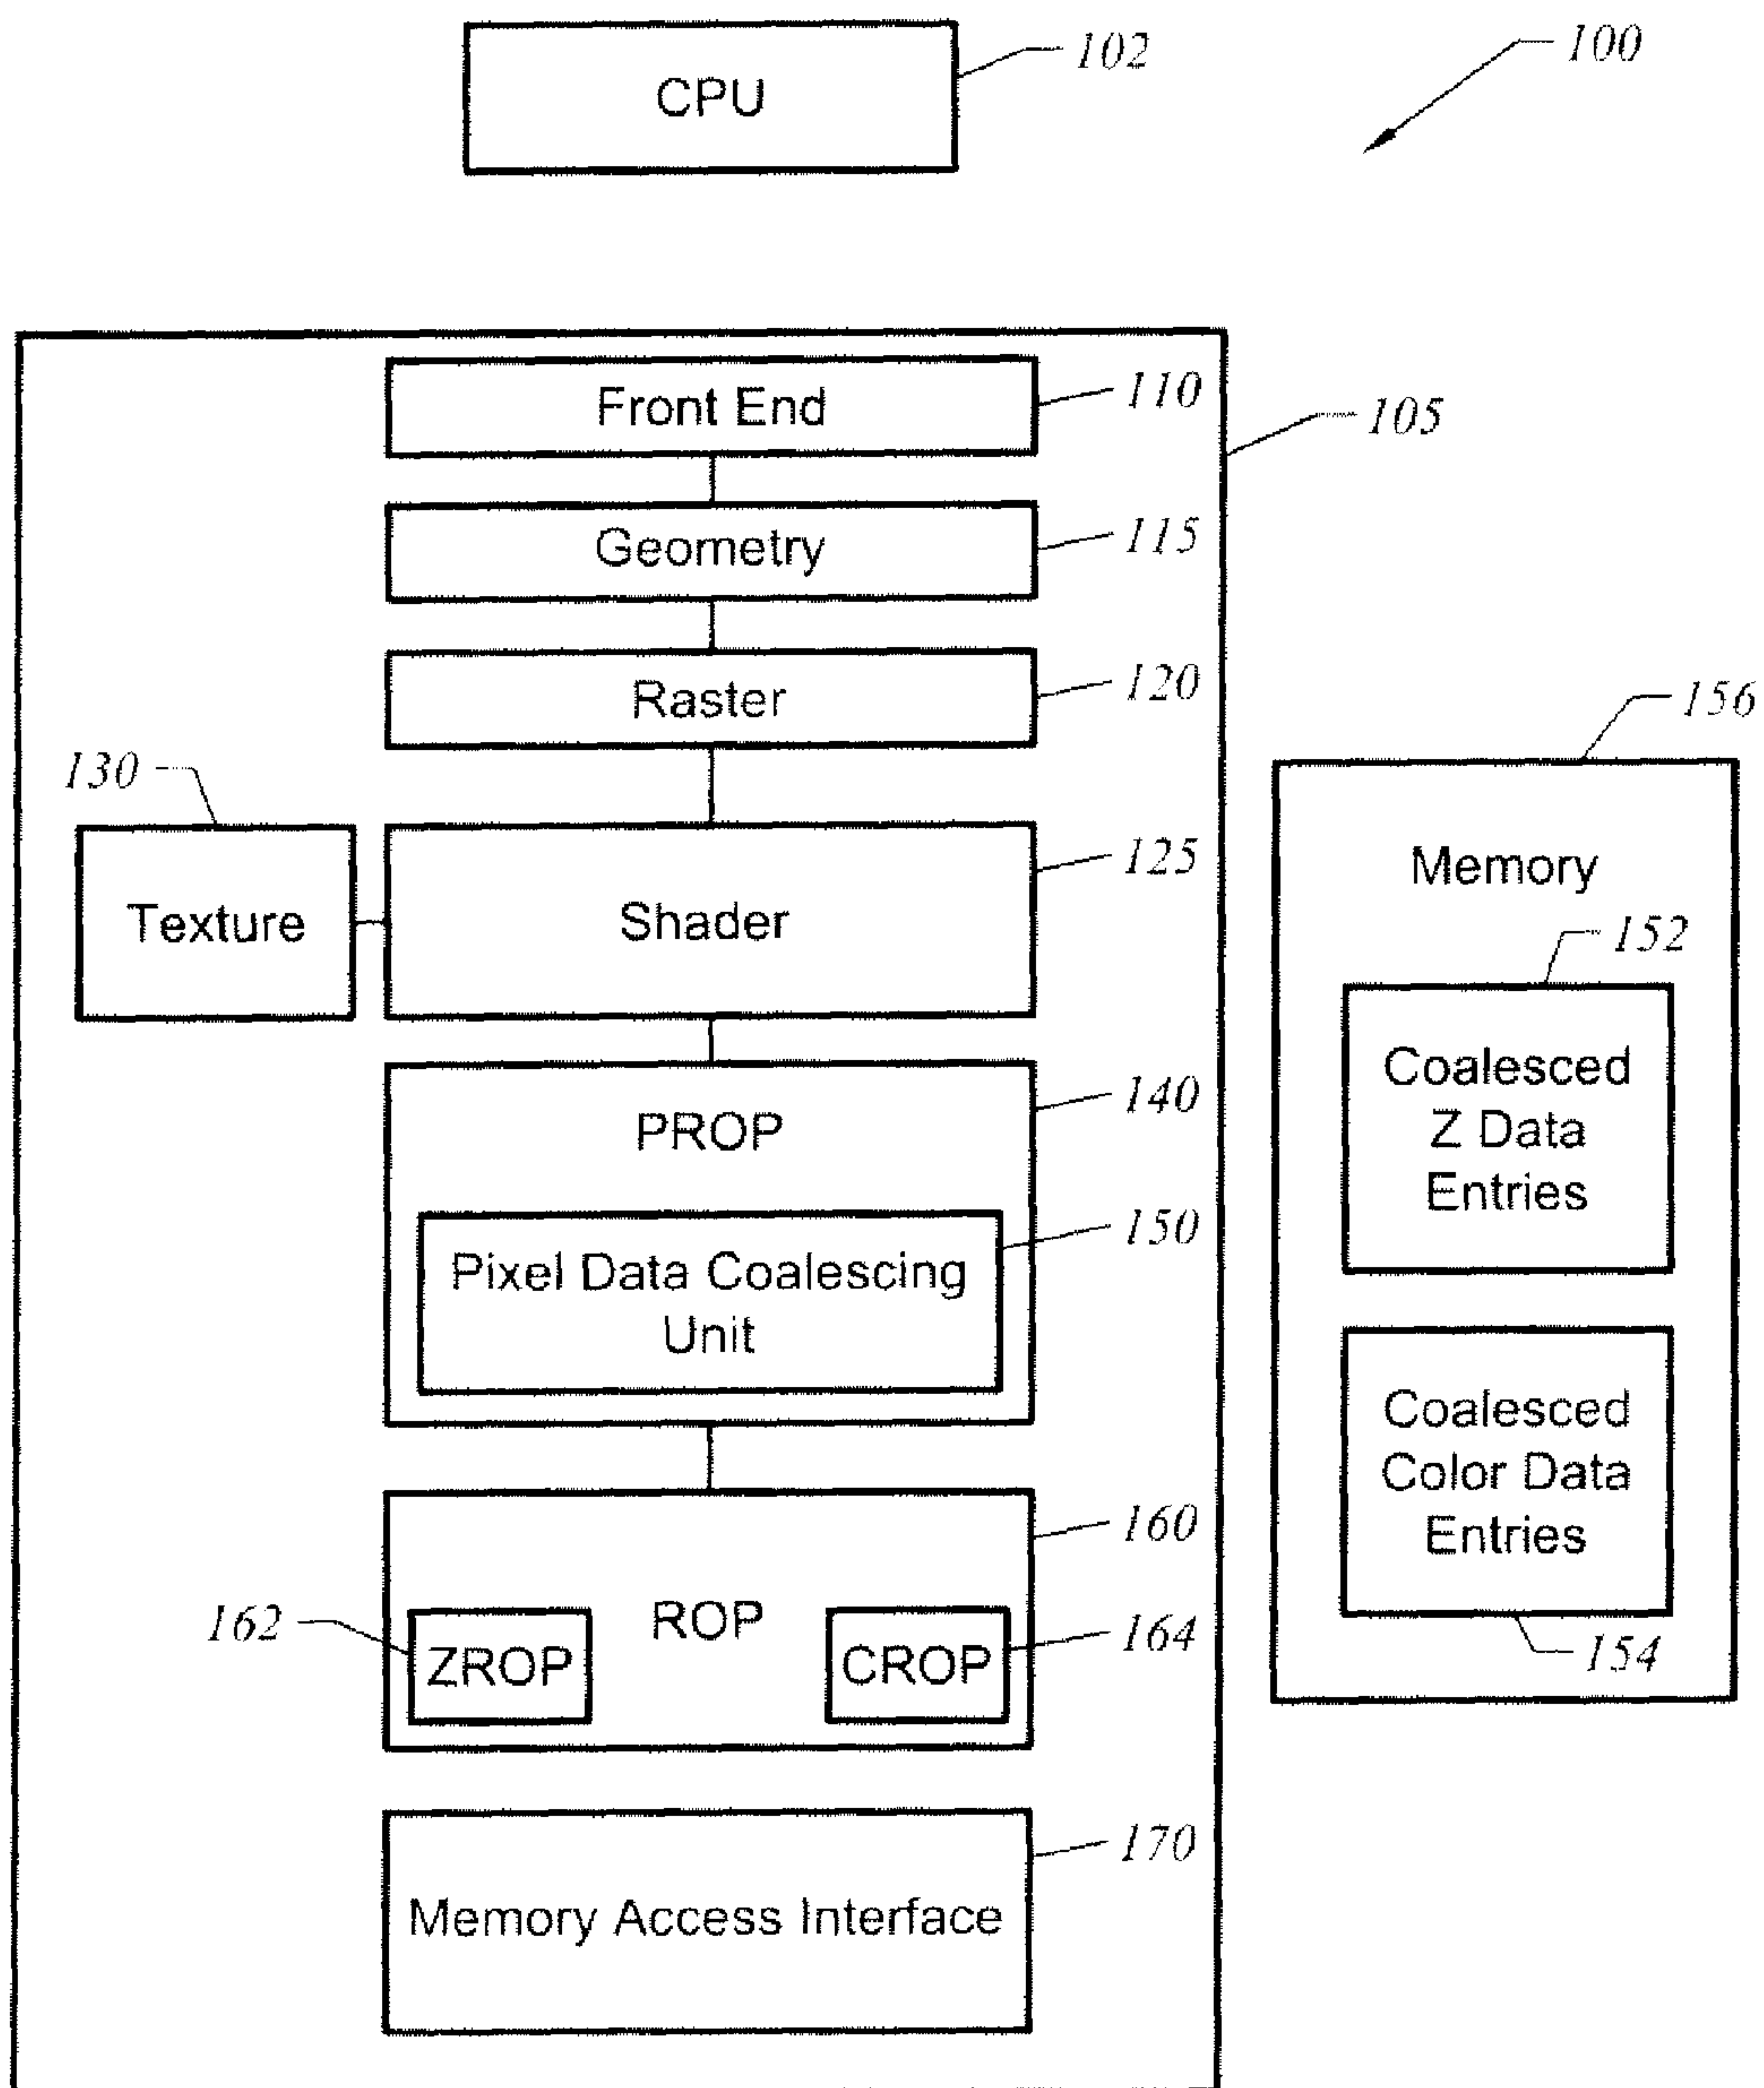 CPU
102
100
Front End
110
105
Geometry
115
Raster
120
156
130
Texture
Shader
125
Memory
152
Coalesced
Z Data
Entries
PROP
140
Pixel Data Coalescing
Unit
150
Coalesced
Color Data
Entries
154
ROP
160
162
ZROP
CROP
164
Memory Access Interface
170